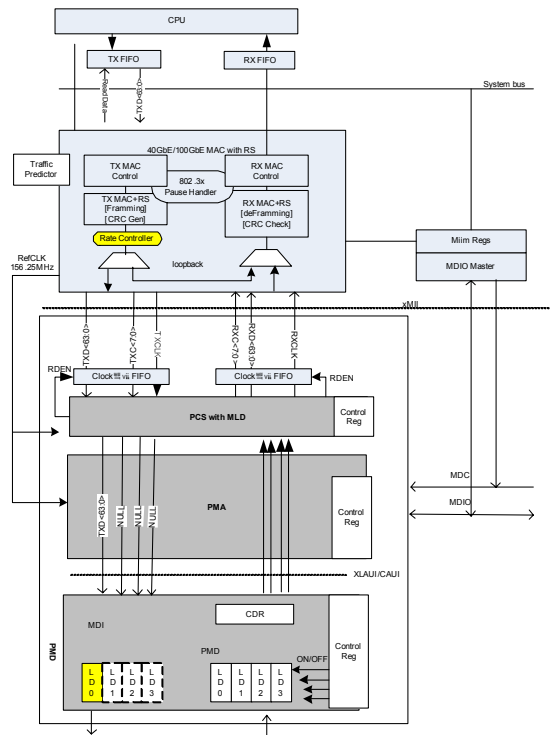 CPU
TX FIFO
RX FIFO
ReadData
TXD<63:0>
System bus
40GbE/100GbE MAC with RS
Traffic
Predictor
TX MAC
Control
802 .3x
Pause Handler
RX MAC
Control
TX MAC+RS
[Framming]
[CRC Gen]
RX MAC+RS
[deFramming]
[CRC Check]
Rate Controller
loopback
Miim Regs
MDIO Master
RefCLK
156 .25MHz
xMII
TXD<63:0>
TXC<7:0>
TXCLK
RXC<7:0>
RXD<63:0>
RXCLK
RDEN
Clock FIFO
Clock FIFO
RDEN
PCS with MLD
Control
Reg
MDC
MDIO
TXD<63:0>
NULL
NULL
NULL
PMA
Control
Reg
XLAUI/CAUI
CDR
MDI
PMD
PMD
Control
Reg
ON/OFF
LD0
LD1
LD2
LD3
LD0
LD1
LD2
LD3